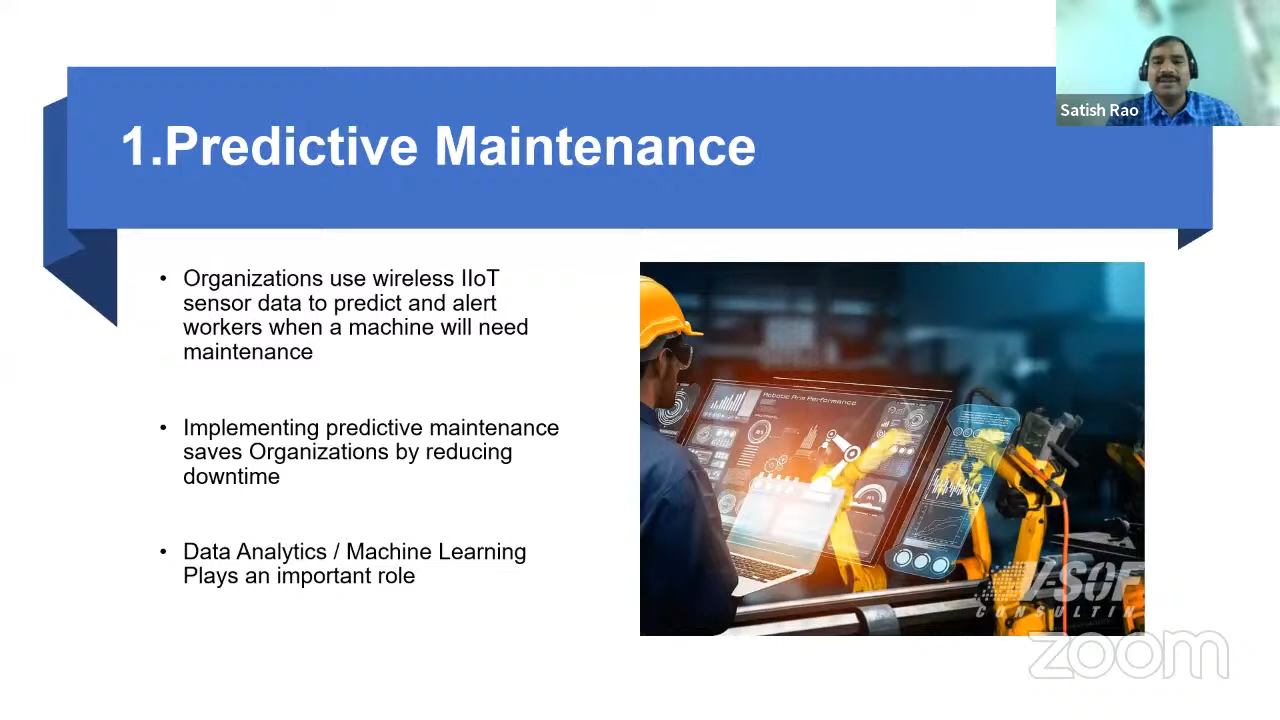 Satish Rao
1.Predictive Maintenance
• Organizations use wireless IIoT
sensor data to predict and alert
workers when a machine will need
maintenance
• Implementing predictive maintenance
saves Organizations by reducing
downtime
• Data Analytics / Machine Learning
Plays an important role
Robotic Arm Performance
V-SOF
CONSULTIN
zoom